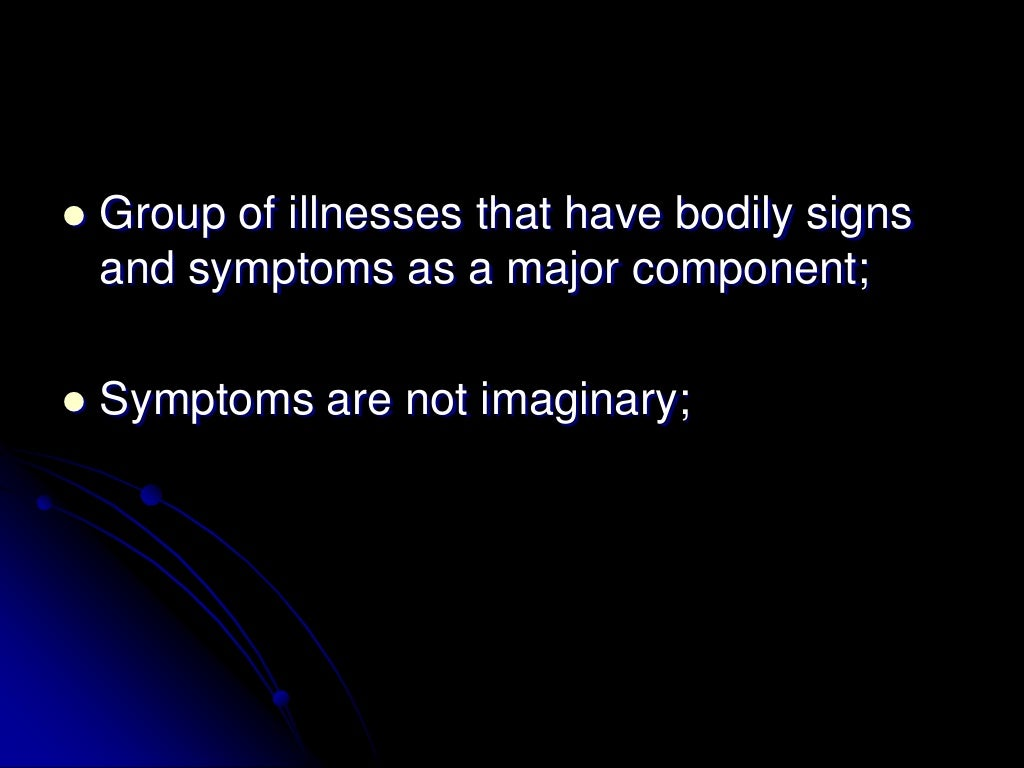 Group of illnesses that have bodily signs
and symptoms as a major component;
Symptoms are not imaginary;